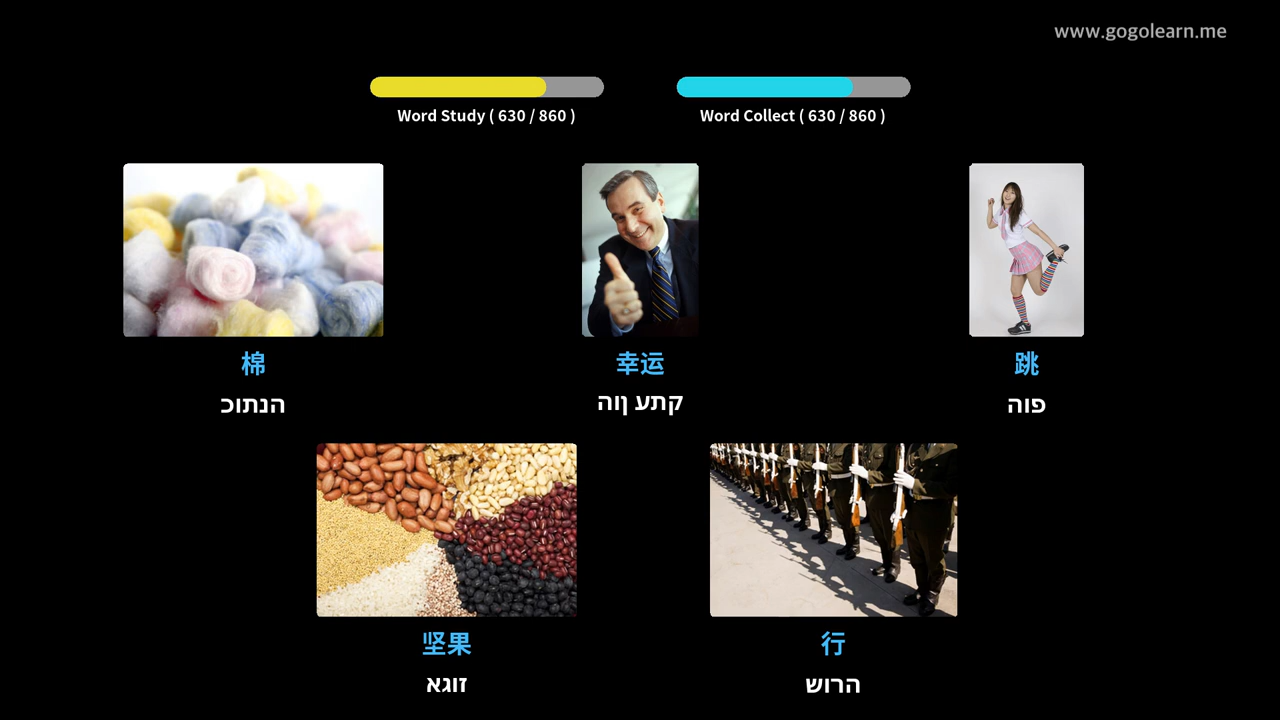 www.gogolearn.me
Word Study ( 630 / 860 )
Word Collect ( 630 / 860 )
棉
הנתוכ
幸运
קתע ןוה
跳
פוה
坚果
זוגא
行
הרוש